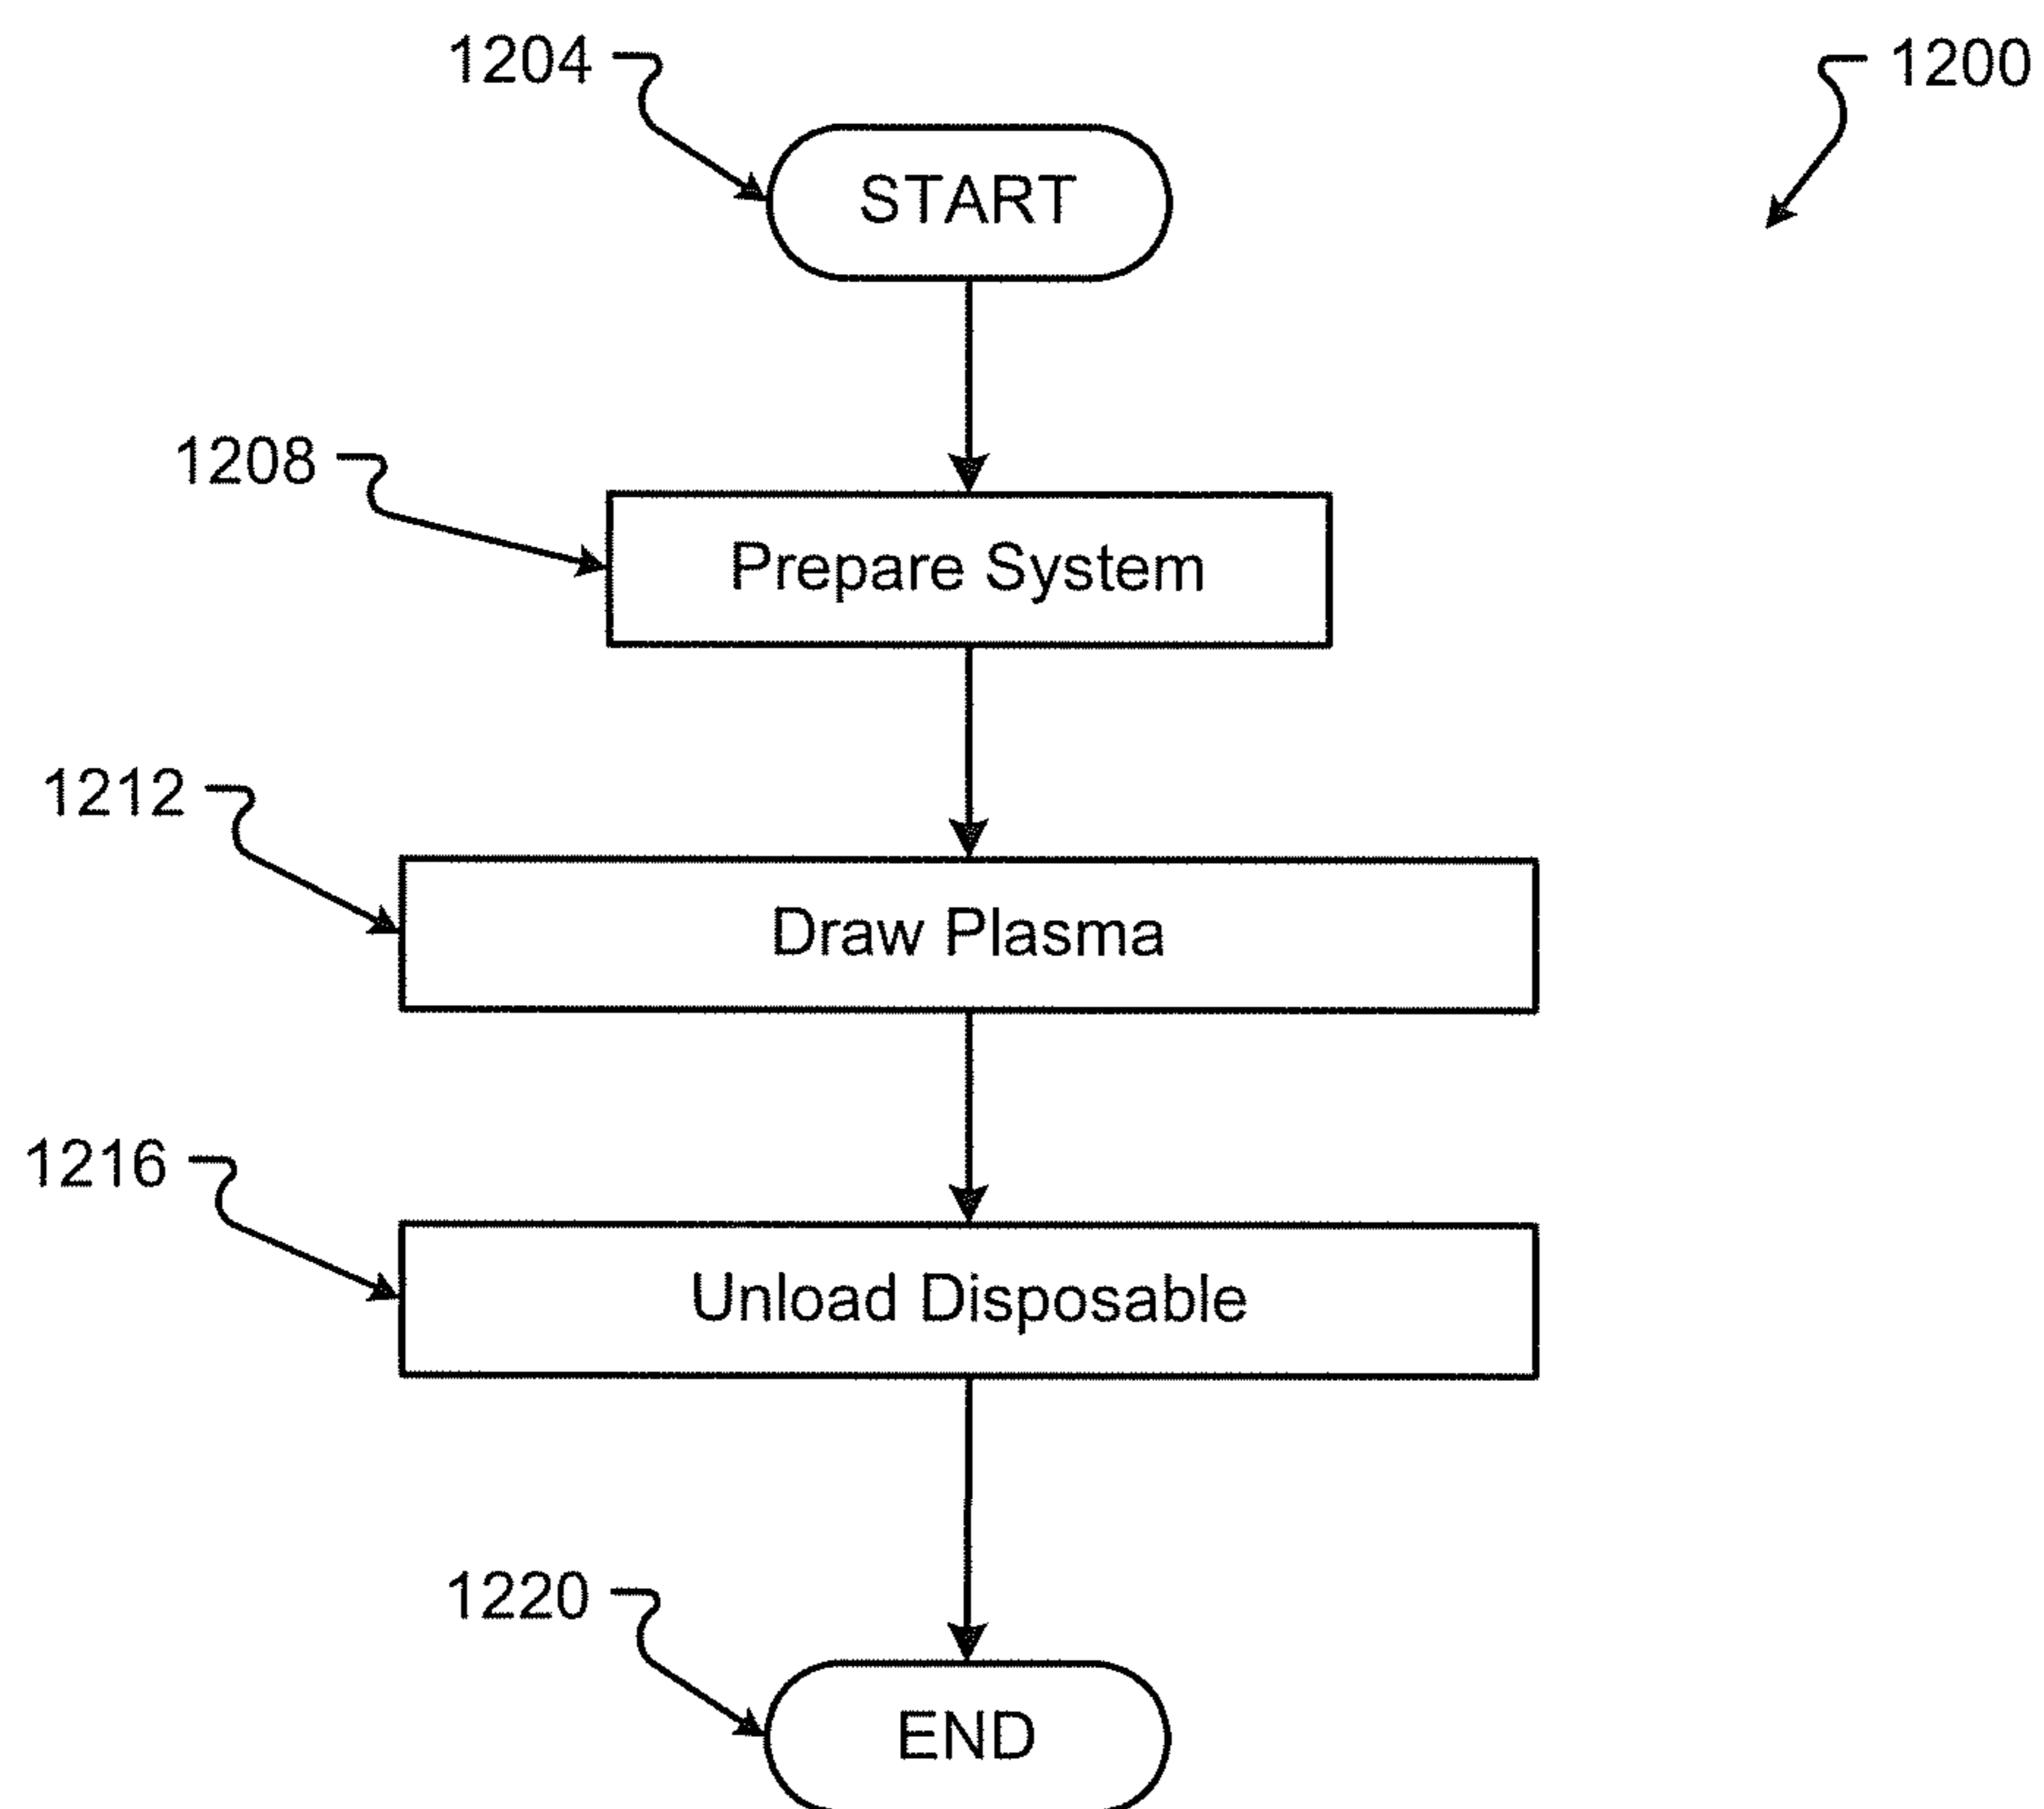 1204
1200
START
1208
Prepare System
1212
Draw Plasma
1216
Unload Disposable
1220
END